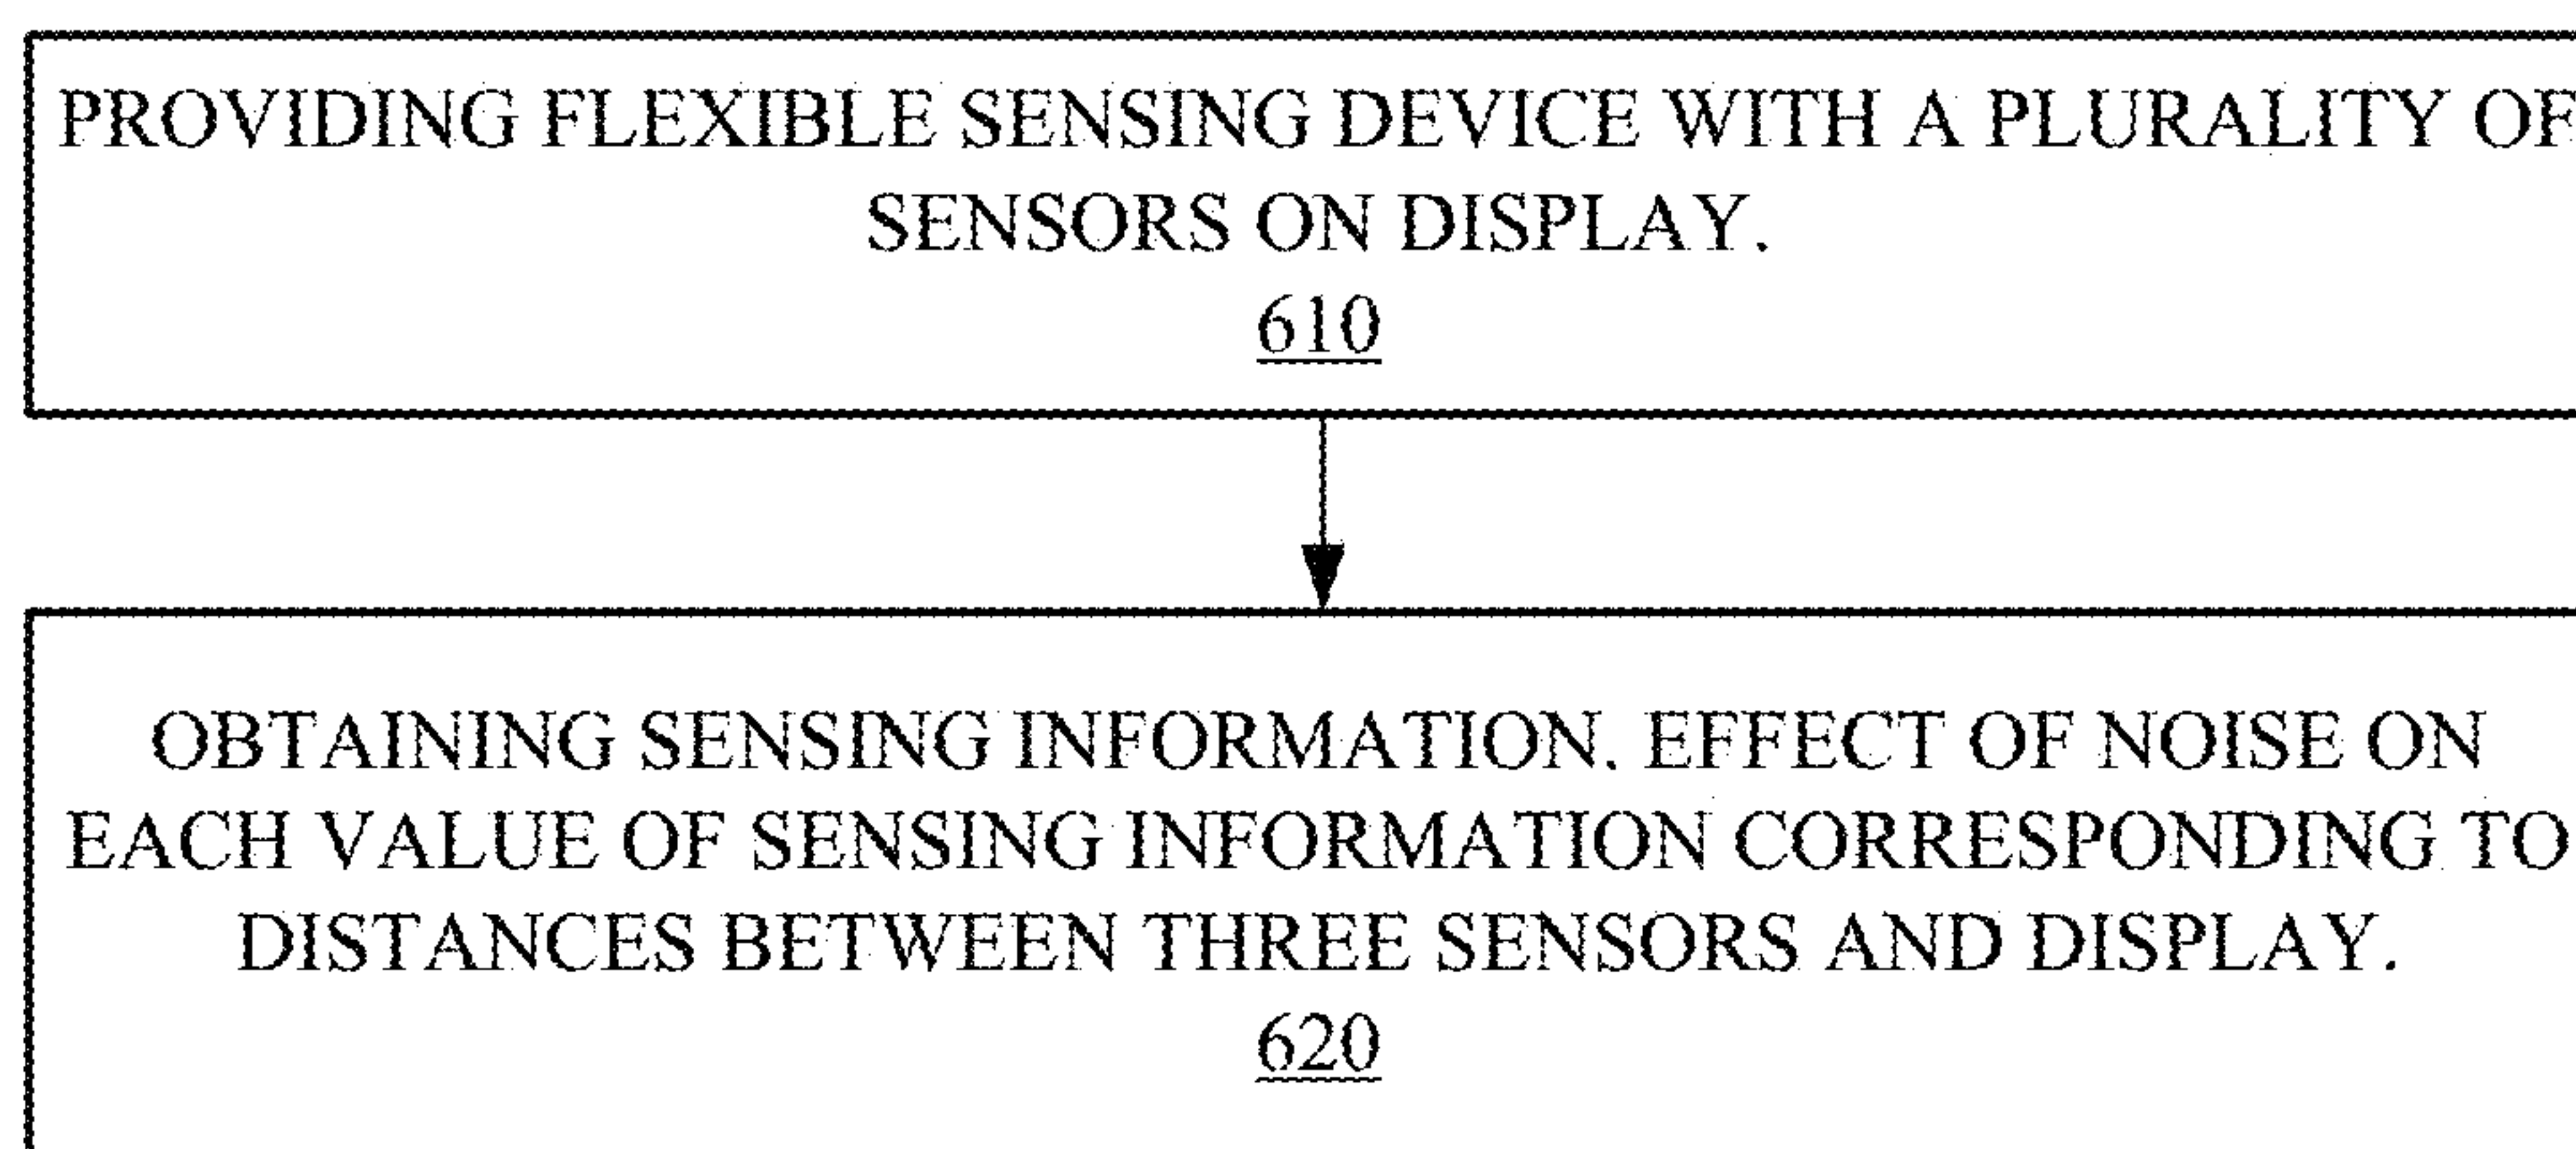 PROVIDING FLEXIBLE SENSING DEVICE WITH A PLURALITY OF
SENSORS ON DISPLAY.
610
OBTAINING SENSING INFORMATION. EFFECT OF NOISE ON
EACH VALUE OF SENSING INFORMATION CORRESPONDING TO
DISTANCES BETWEEN THREE SENSORS AND DISPLAY.
620